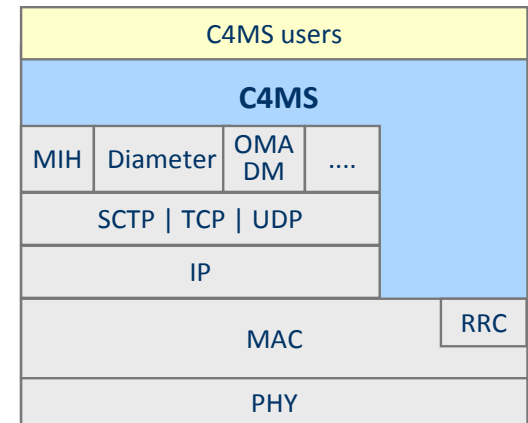 C4MS users
C4MS
MIH
Diameter
OMA
DM
....
SCTP | TCP | UDP
IP
MAC
RRC
PHY